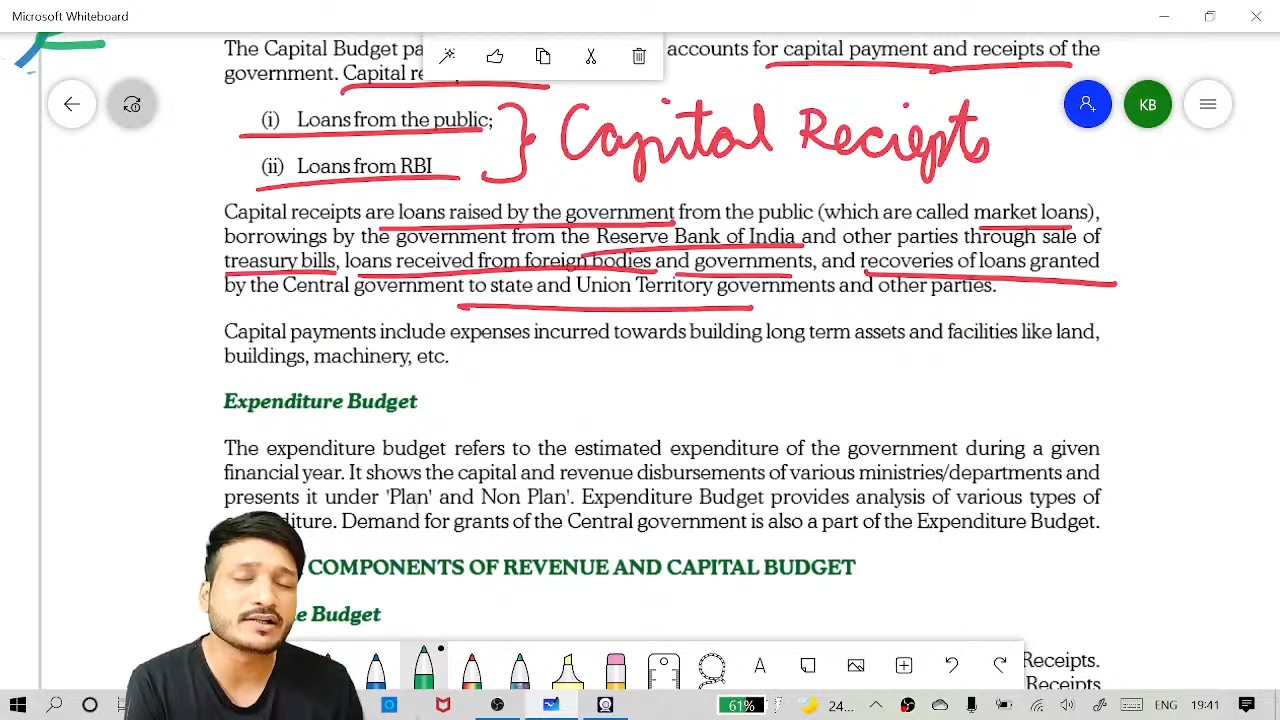 Microsoft Whiteboard
The Capital Budget pa accounts for capital payment and receipts of the
government. Capital re
(i) Loans from the public;
(ii) Loans from RBI
Capital Reciepts
KB
Capital receipts are loans raised by the government from the public (which are called market loans),
borrowings by the government from the Reserve Bank of India and other parties through sale of
treasury bills, loans received from foreign bodies and governments, and recoveries of loans granted
by the Central government to state and Union Territory governments and other parties.
Capital payments include expenses incurred towards building long term assets and facilities like land,
buildings, machinery, etc.
Expenditure Budget
The expenditure budget refers to the estimated expenditure of the government during a given
financial year. It shows the capital and revenue disbursements of various ministries/departments and
presents it under 'Plan' and Non Plan'. Expenditure Budget provides analysis of various types of
diture. Demand for grants of the Central government is also a part of the Expenditure Budget.
COMPONENTS OF REVENUE AND CAPITAL BUDGET
e Budget
Receipts.
Receipts
61%
24...
ENG
19:41